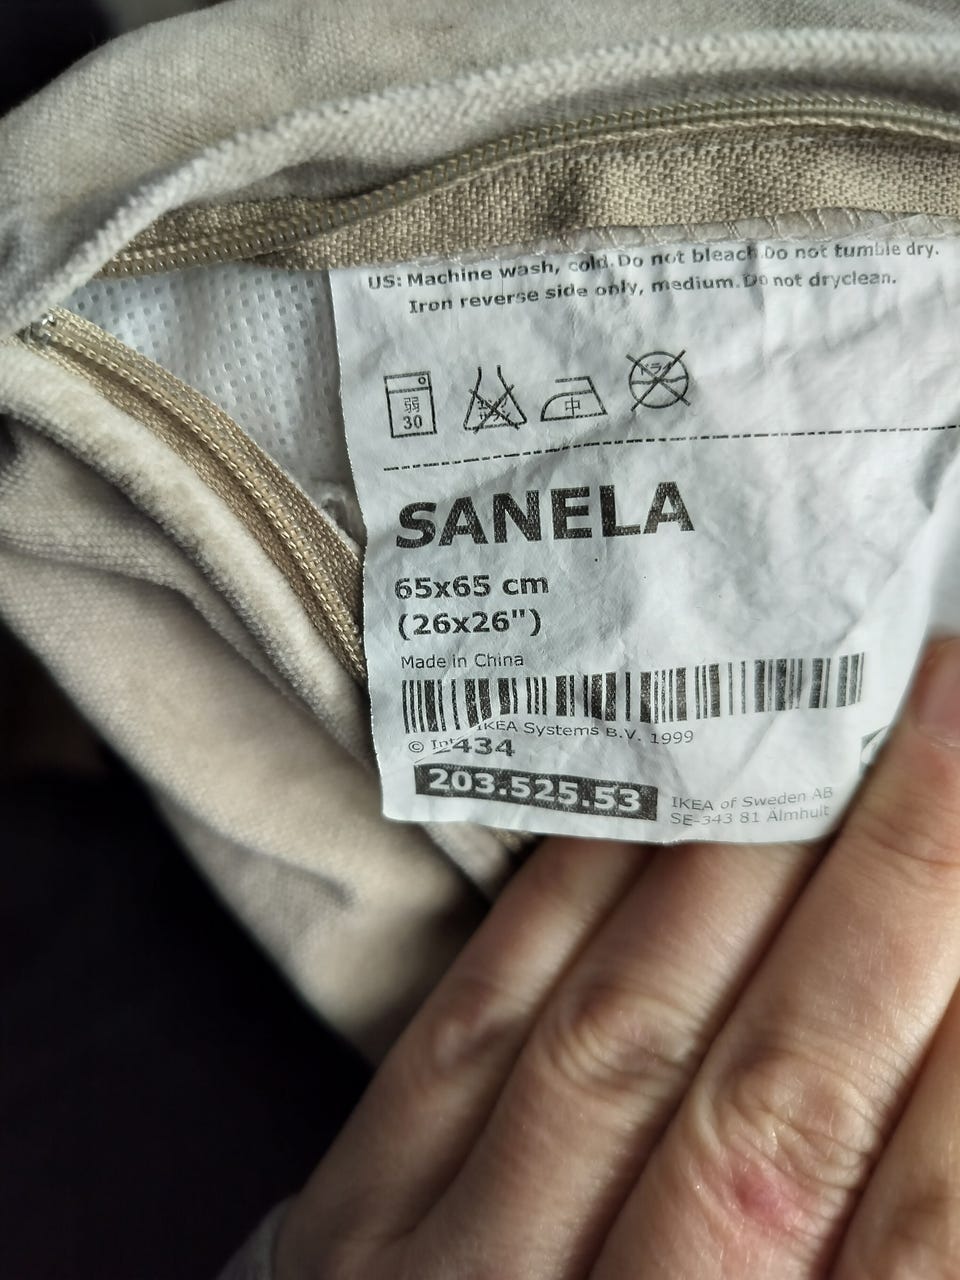 US: Machine wash, cold. Do not bleach. Do not tumble dry.
Iron reverse side only, medium. Do not dryclean.
弱 中
30
SANELA
65x65 cm
(26x26")
Made in China
© IKEA Systems B.V. 1999
2434
203.525.53
IKEA of Sweden AB
SE-343 81 Älmhult